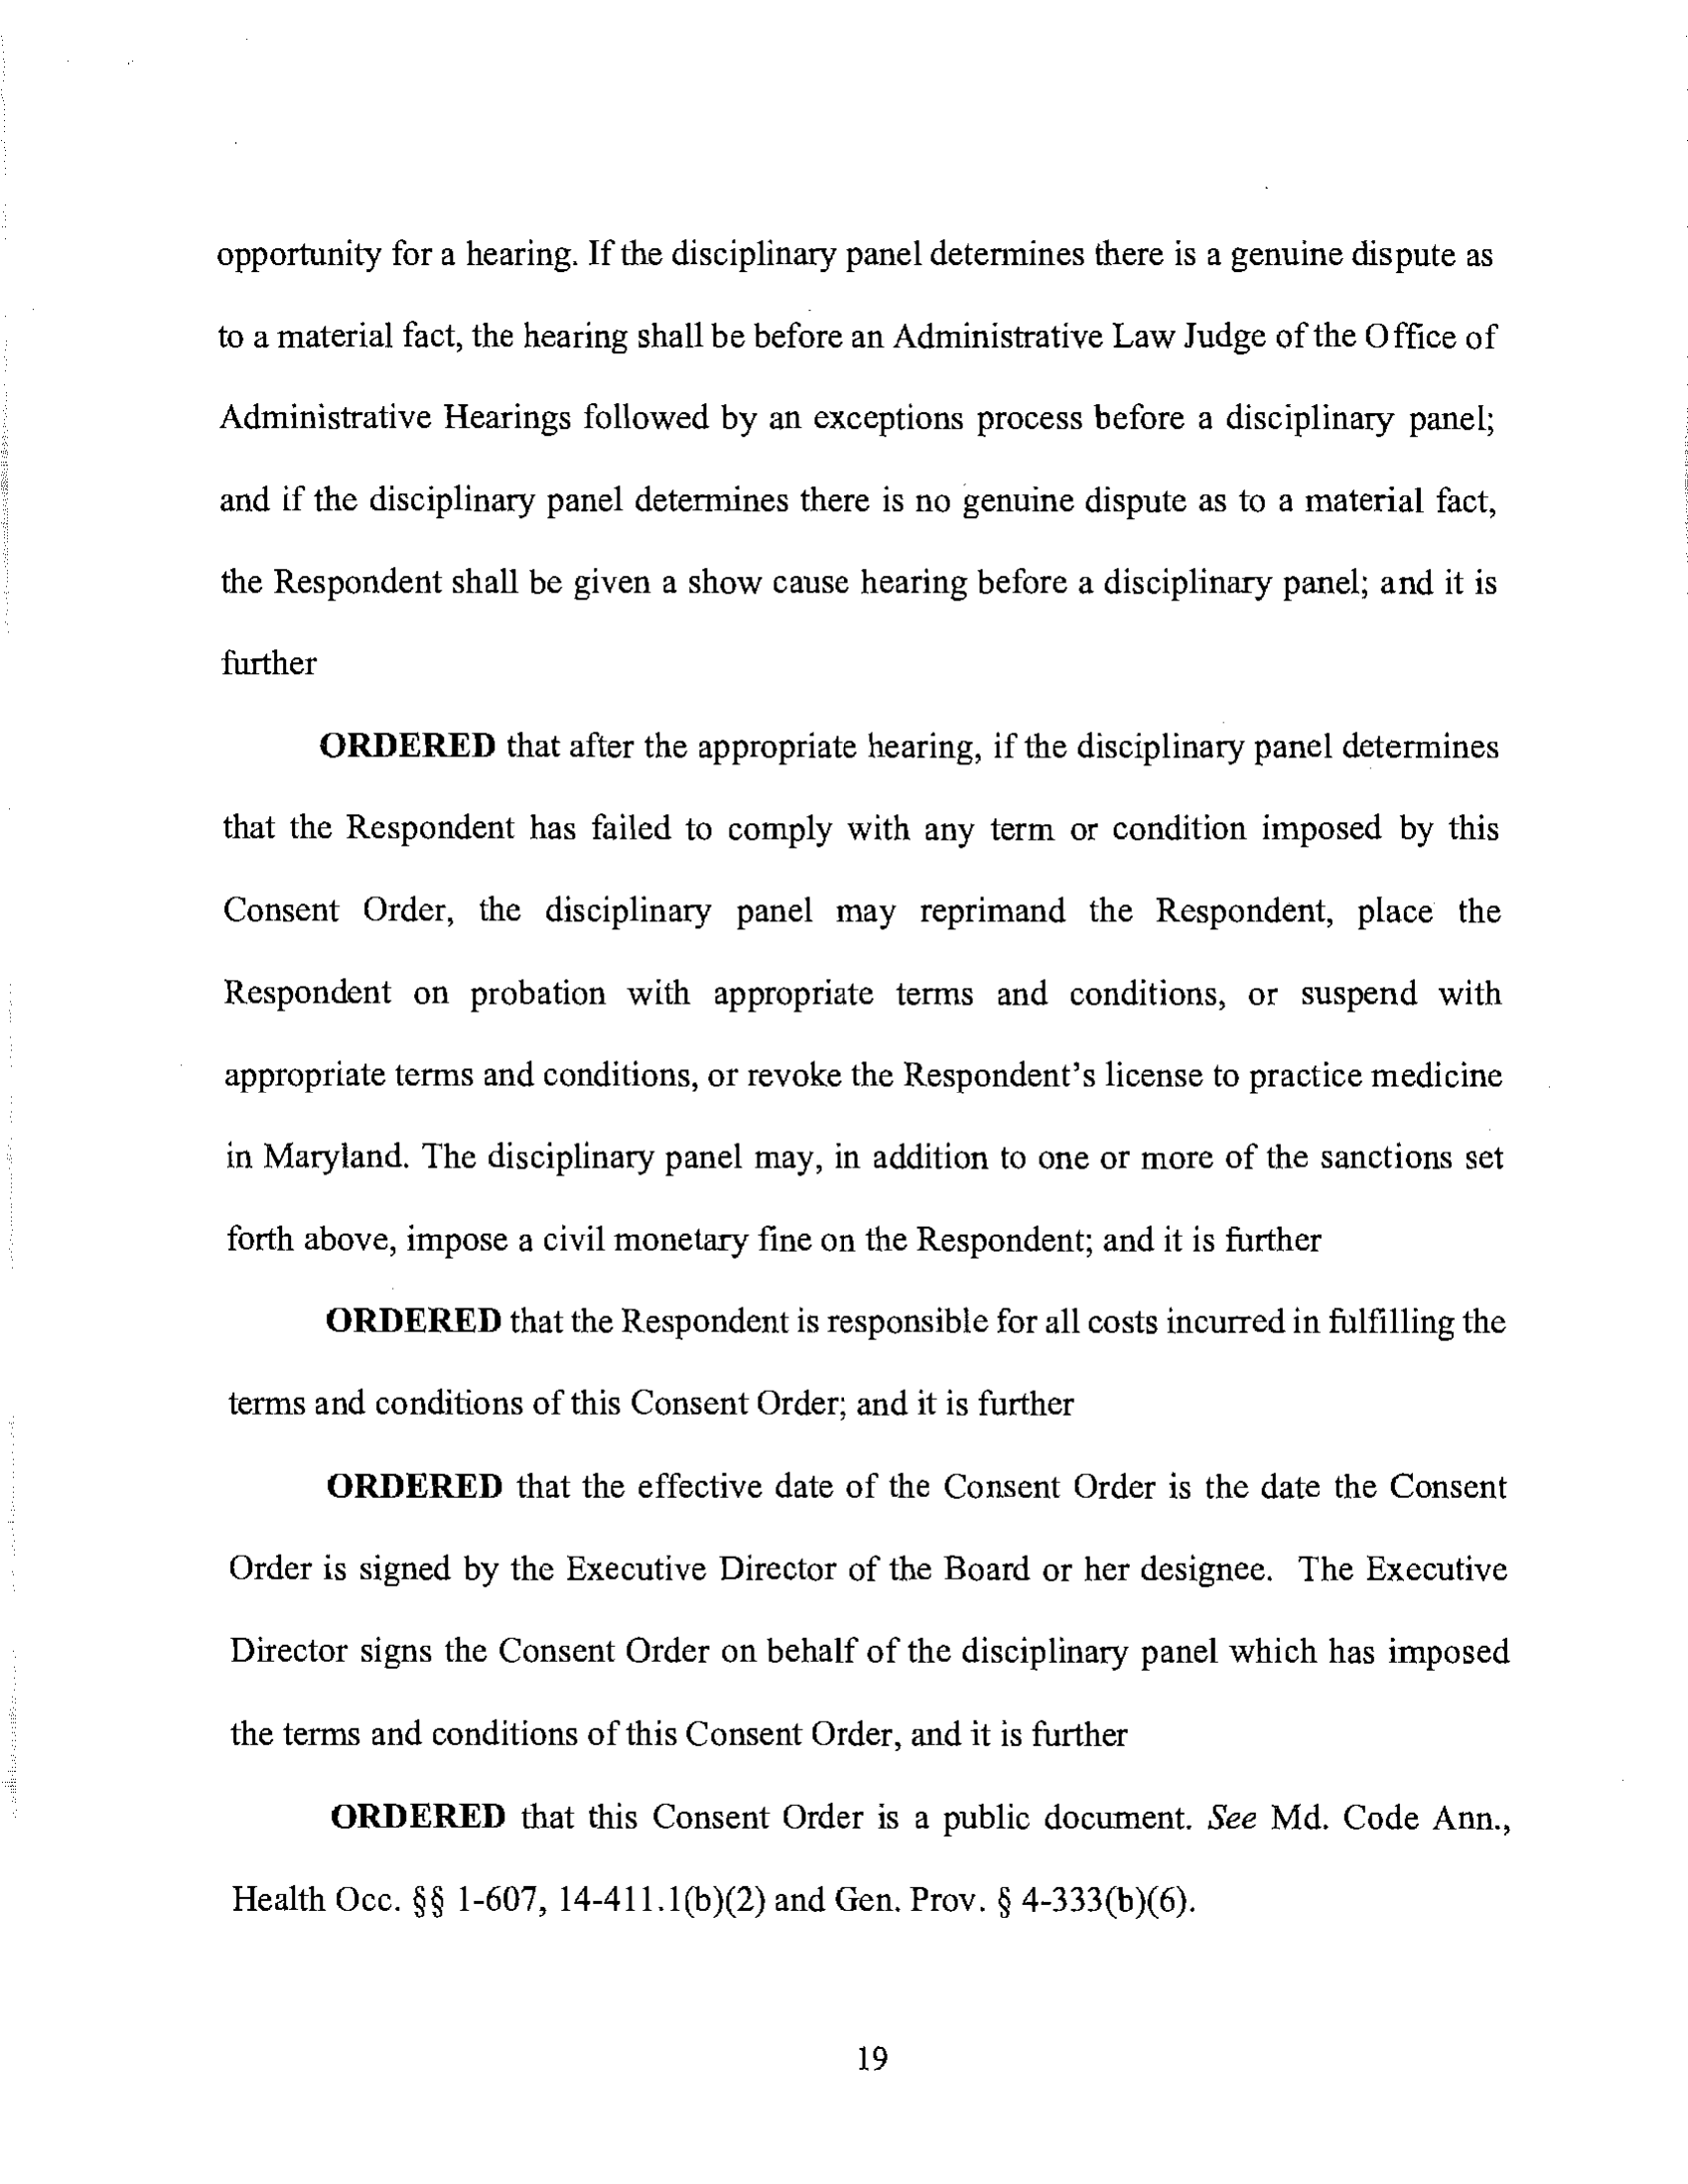 opportunity for a hearing. If the disciplinary panel determines there is a genuine dispute as
to a material fact, the hearing shall be before an Administrative Law Judge of the Office of
Administrative Hearings followed by an exceptions process before a disciplinary panel;
and if the disciplinary panel determines there is no genuine dispute as to a material fact,
the Respondent shall be given a show cause hearing before a disciplinary panel; and it is
further
ORDERED that after the appropriate hearing, if the disciplinary panel determines
that the Respondent has failed to comply with any term or condition imposed by this
Consent Order, the disciplinary panel may reprimand the Respondent, place the
Respondent on probation with appropriate terms and conditions, or suspend with
appropriate terms and conditions, or revoke the Respondent's license to practice medicine
in Maryland. The disciplinary panel may, in addition to one or more of the sanctions set
forth above, impose a civil monetary fine on the Respondent; and it is further
ORDERED that the Respondent is responsible for all costs incurred in fulfilling the
terms and conditions of this Consent Order; and it is further
ORDERED that the effective date of the Consent Order is the date the Consent
Order is signed by the Executive Director of the Board or her designee. The Executive
Director signs the Consent Order on behalf of the disciplinary panel which has imposed
the terms and conditions of this Consent Order, and it is further
ORDERED that this Consent Order is a public document. See Md. Code Ann.,
Health Occ. §§ 1-607, 14-411.1(b)(2) and Gen. Prov. § 4-333(b)(6).
19